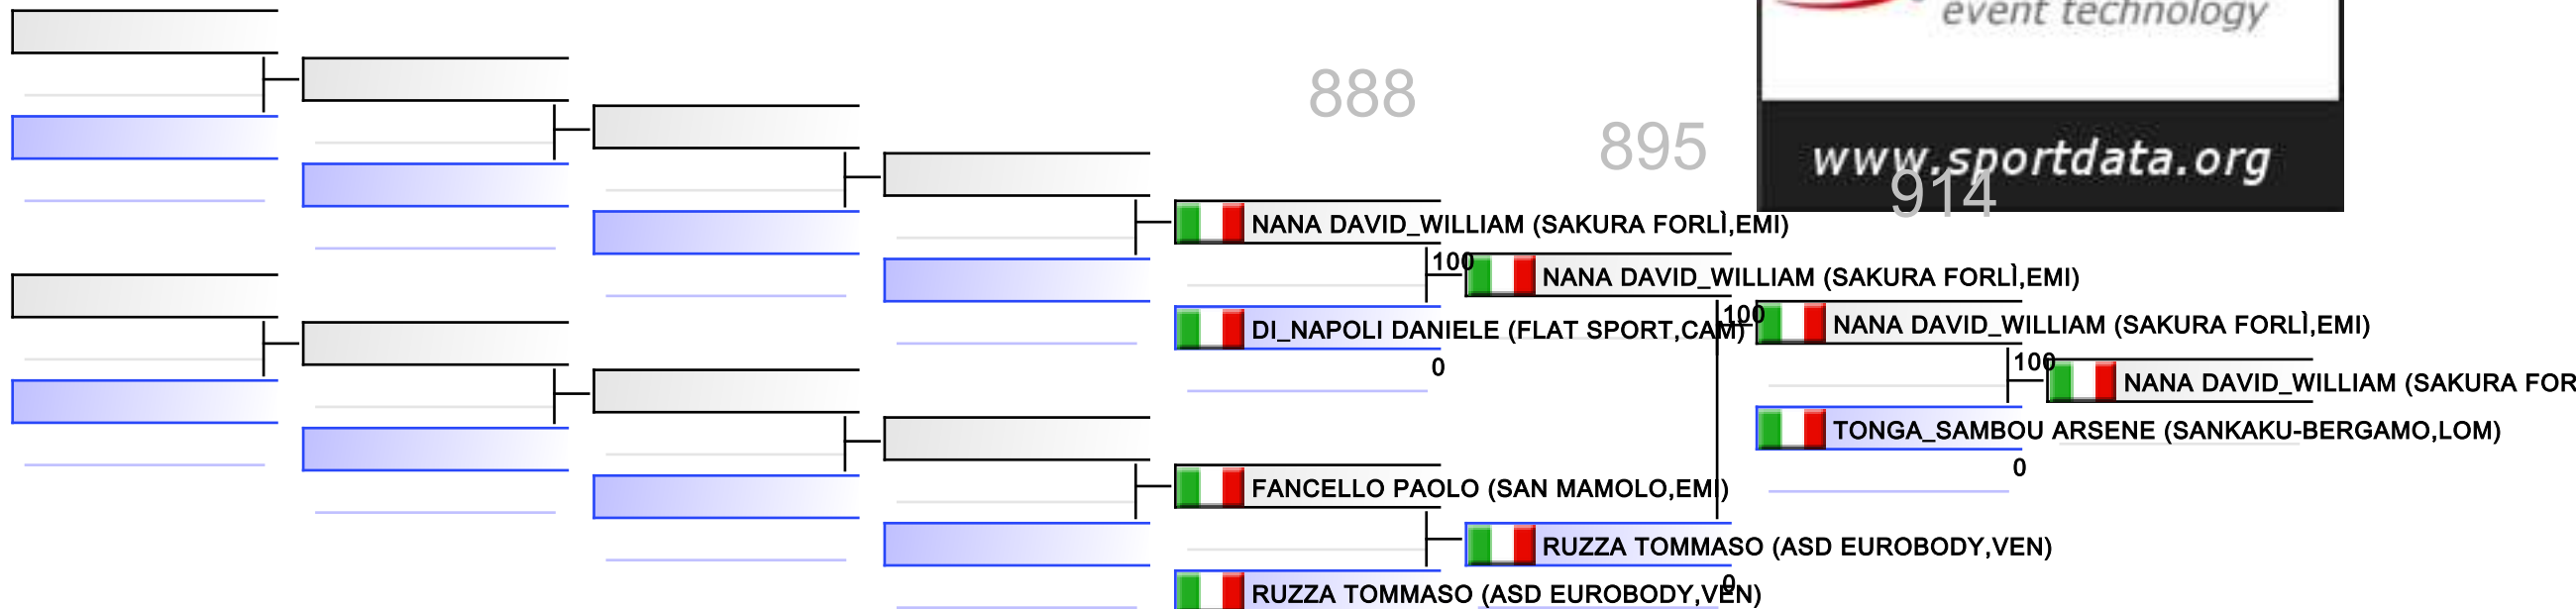 event technology
888
895
www.sportdata.org
914
NANA DAVID_WILLIAM (SAKURA FORLÌ,EMI)
100
NANA DAVID_WILLIAM (SAKURA FORLÌ,EMI)
100
NANA DAVID_WILLIAM (SAKURA FORLÌ,EMI)
DI_NAPOLI DANIELE (FLAT SPORT,CAM)
0
100
NANA DAVID_WILLIAM (SAKURA FOR
TONGA_SAMBOU ARSENE (SANKAKU-BERGAMO,LOM)
0
FANCELLO PAOLO (SAN MAMOLO,EMI)
RUZZA TOMMASO (ASD EUROBODY,VEN)
0
RUZZA TOMMASO (ASD EUROBODY,VEN)